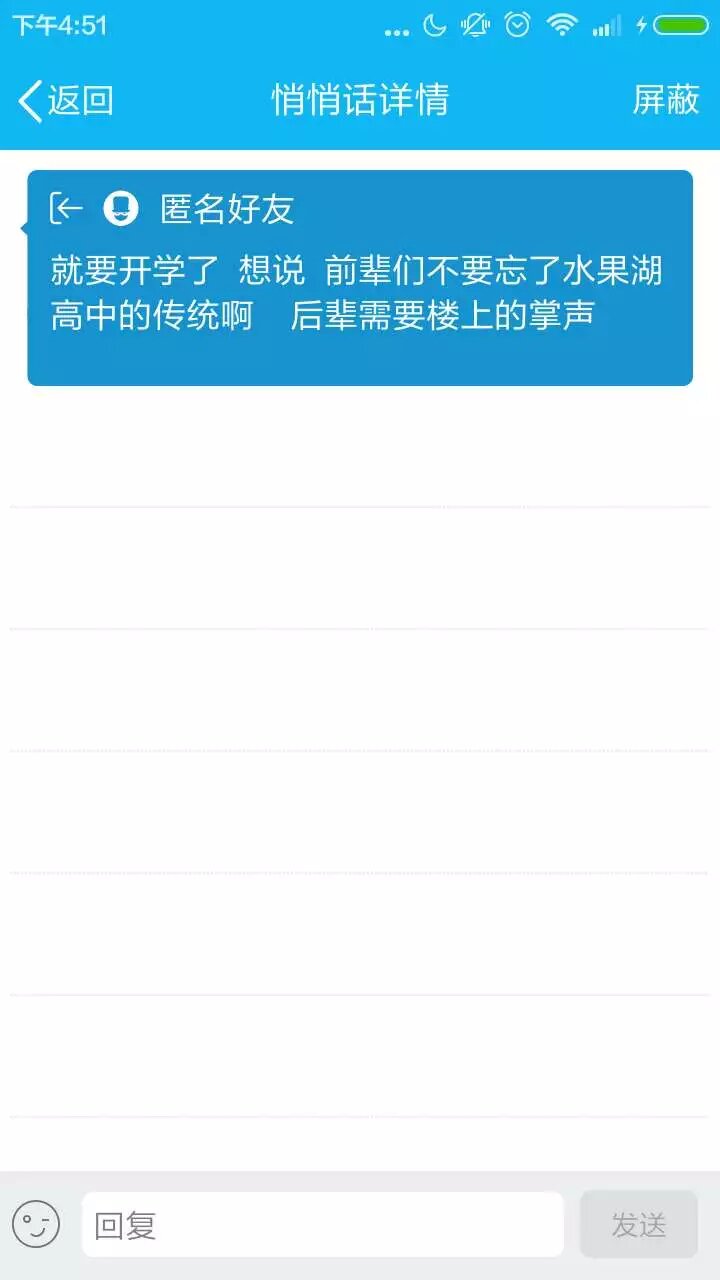 下午4:51
返回
悄悄话详情
屏蔽
匿名好友
就要开学了 想说 前辈们不要忘了水果湖
高中的传统啊 后辈需要楼上的掌声
回复
发送